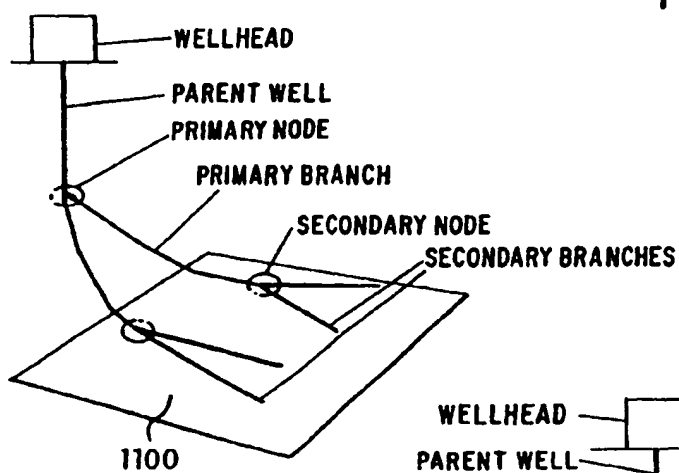 WELLHEAD
PARENT WELL
PRIMARY NODE
PRIMARY BRANCH
SECONDARY NODE
SECONDARY BRANCHES
1100
WELLHEAD
PARENT WELL